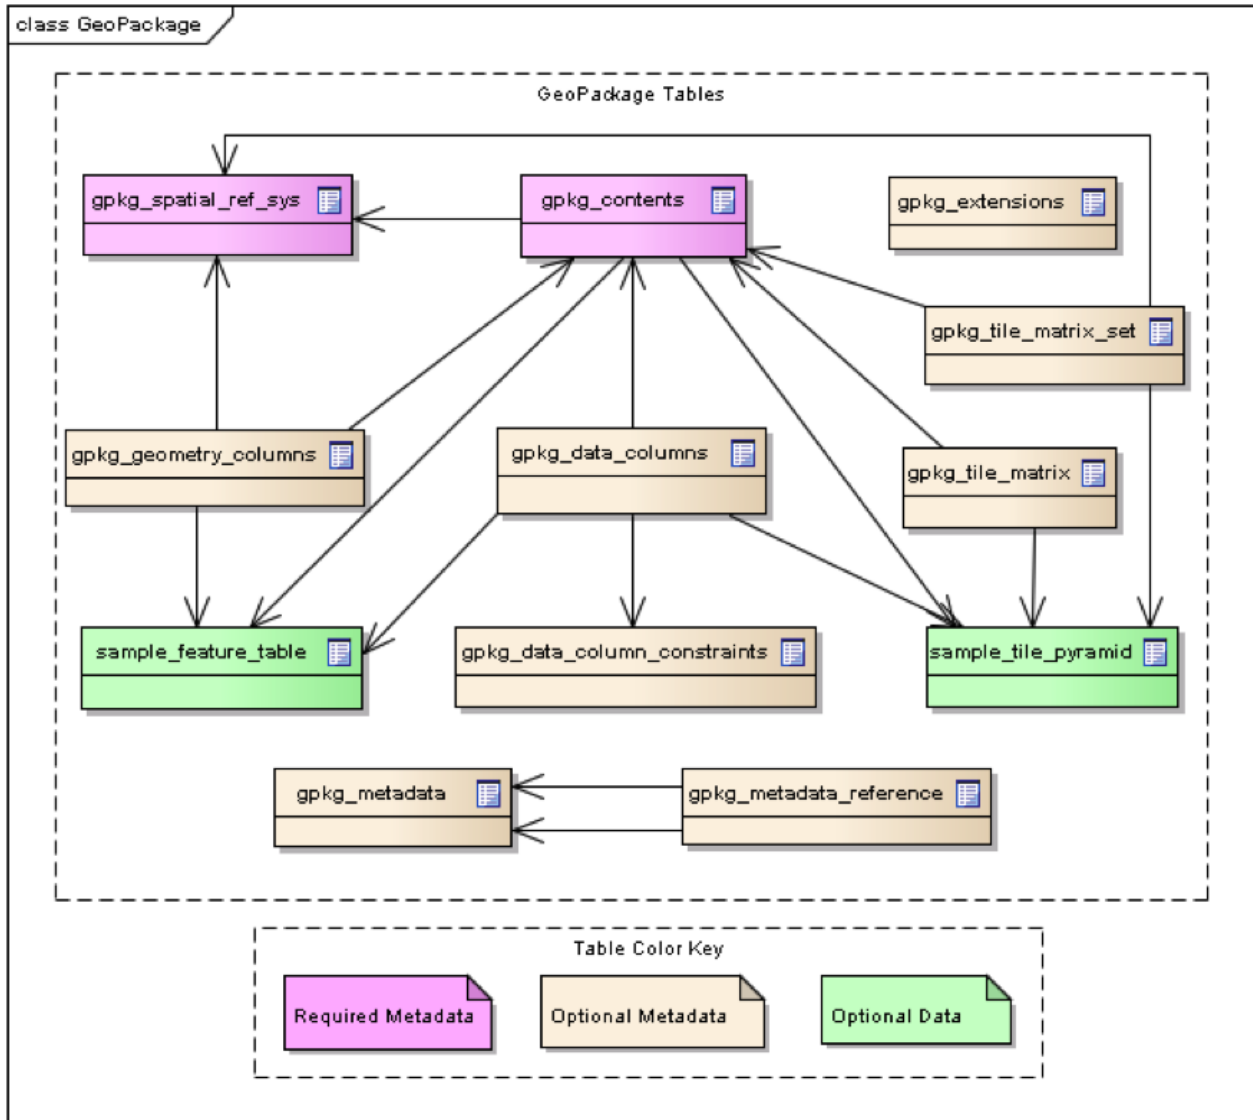 class GeoPackage
GeoPackage Tables
gpkg_spatial_ref_sys
gpkg_contents
gpkg_extensions
gpkg_tile_matrix_set
gpkg_geometry_columns
gpkg_data_columns
gpkg_tile_matrix
sample_feature_table
gpkg_data_column_constraints
sample_tile_pyramid
gpkg_metadata
gpkg_metadata_reference
Table Color Key
Required Metadata
Optional Metadata
Optional Data